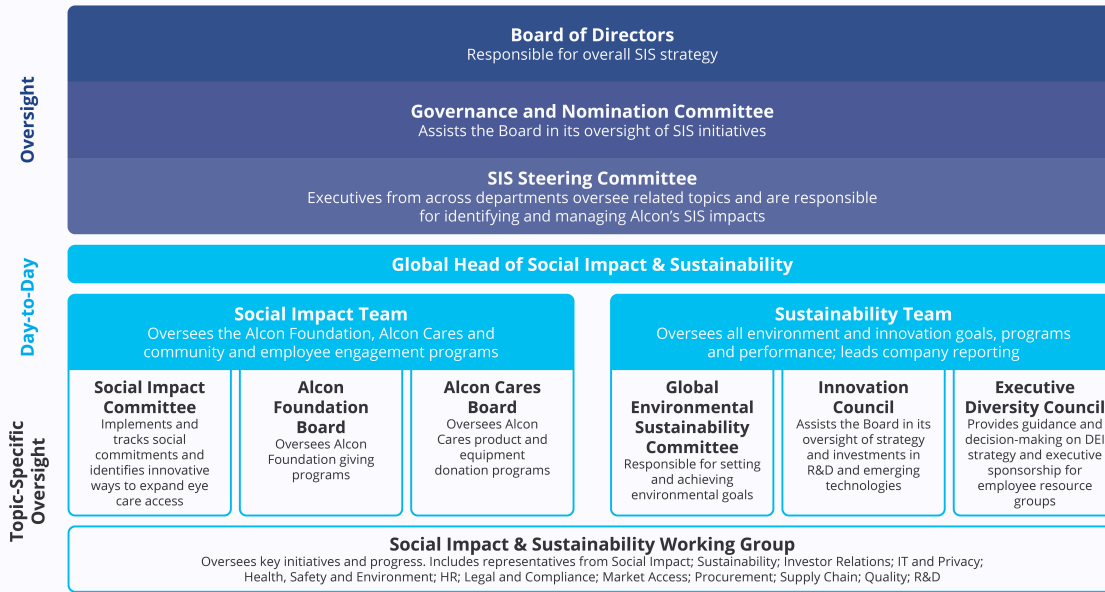 Oversight
Board of Directors
Responsible for overall SIS strategy
Governance and Nomination Committee
Assists the Board in its oversight of SIS initiatives
SIS Steering Committee
Executives from across departments oversee related topics and are responsible
for identifying and managing Alcon’s SIS impacts
Day-to-Day
Global Head of Social Impact & Sustainability
Social Impact Team
Oversees the Alcon Foundation, Alcon Cares and
community and employee engagement programs
Sustainability Team
Oversees all environment and innovation goals, programs
and performance; leads company reporting
Topic-Specific
Oversight
Social Impact
Committee
Implements and
tracks social
commitments and
identifies innovative
ways to expand eye
care access
Alcon
Foundation
Board
Oversees Alcon
Foundation giving
programs
Alcon Cares
Board
Oversees Alcon
Cares product and
equipment
donation programs
Global
Environmental
Sustainability
Committee
Responsible for setting
and achieving
environmental goals
Innovation
Council
Assists the Board in its
oversight of strategy
and investments in
R&D and emerging
technologies
Executive
Diversity Council
Provides guidance and
decision-making on DEI
strategy and executive
sponsorship for
employee resource
groups
Social Impact & Sustainability Working Group
Oversees key initiatives and progress. Includes representatives from Social Impact; Sustainability; Investor Relations; IT and Privacy;
Health, Safety and Environment; HR; Legal and Compliance; Market Access; Procurement; Supply Chain; Quality; R&D